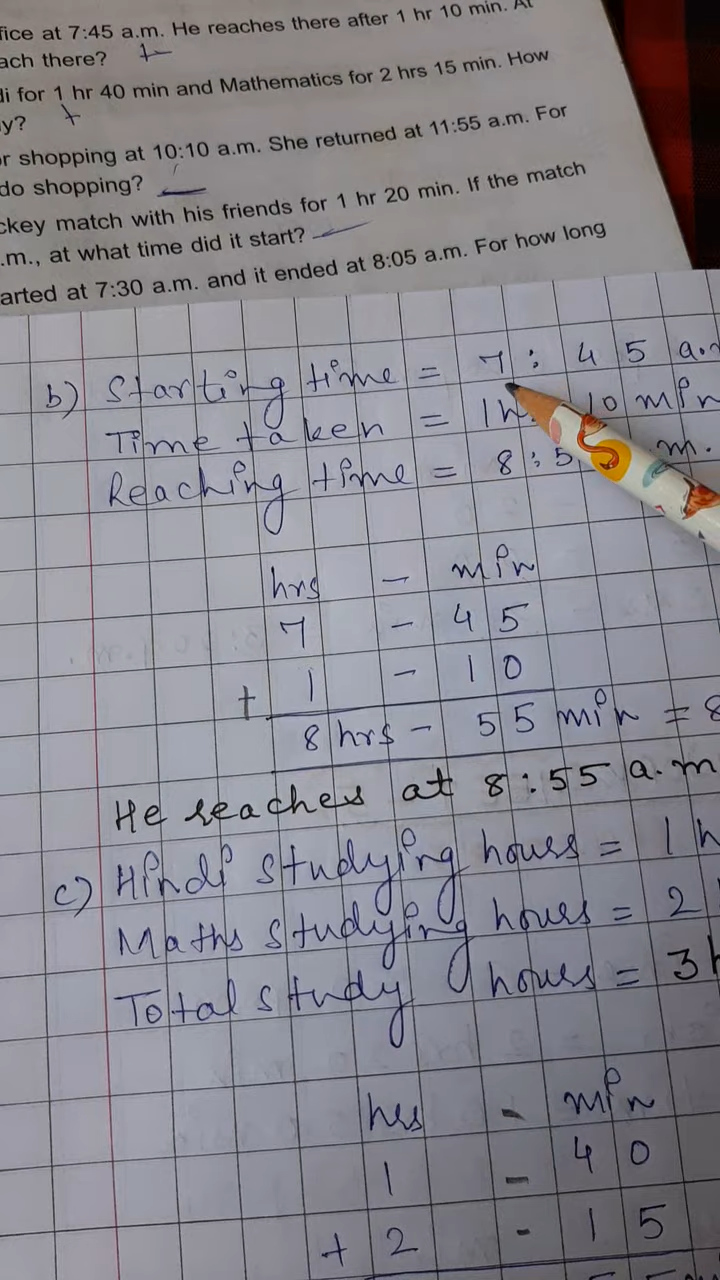 fice at 7:45 a.m. He reaches there after 1 hr 10 min. At
ach there? +
di for 1 hr 40 min and Mathematics for 2 hrs 15 min. How
y? +
r shopping at 10:10 a.m. She returned at 11:55 a.m. For
do shopping? —
ckey match with his friends for 1 hr 20 min. If the match
.m., at what time did it start? —
arted at 7:30 a.m. and it ended at 8:05 a.m. For how long
b) Starting time = 7 : 45 a.m
Time taken = 1h 10 min
Reaching time = 8 : 5 m.
hrs - min
7 - 45
+ 1 - 10
8 hrs - 55 min = 8
He reaches at 8:55 a.m
c) Hindi studying hours = 1 h
Maths studying hours = 2
Total study hours = 3 h
hrs - min
1 - 40
+ 2 - 15